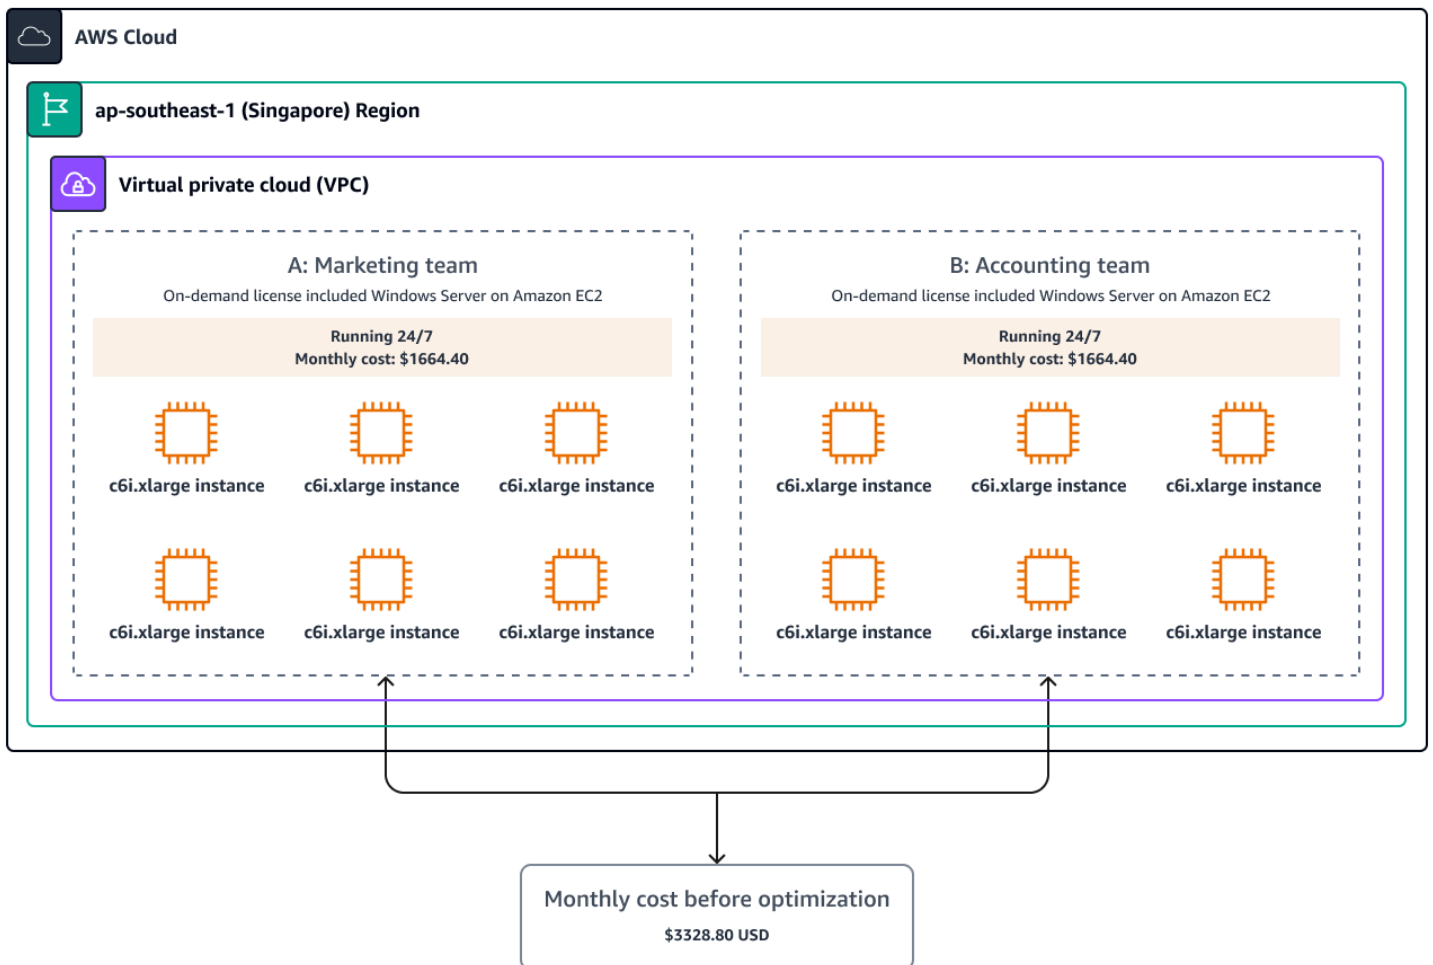 AWS Cloud
ap-southeast-1 (Singapore) Region
Virtual private cloud (VPC)
A: Marketing team
On-demand license included Windows Server on Amazon EC2
Running 24/7
Monthly cost: $1664.40
c6i.xlarge instance
c6i.xlarge instance
c6i.xlarge instance
c6i.xlarge instance
c6i.xlarge instance
c6i.xlarge instance
B: Accounting team
On-demand license included Windows Server on Amazon EC2
Running 24/7
Monthly cost: $1664.40
c6i.xlarge instance
c6i.xlarge instance
c6i.xlarge instance
c6i.xlarge instance
c6i.xlarge instance
c6i.xlarge instance
Monthly cost before optimization
$3328.80 USD